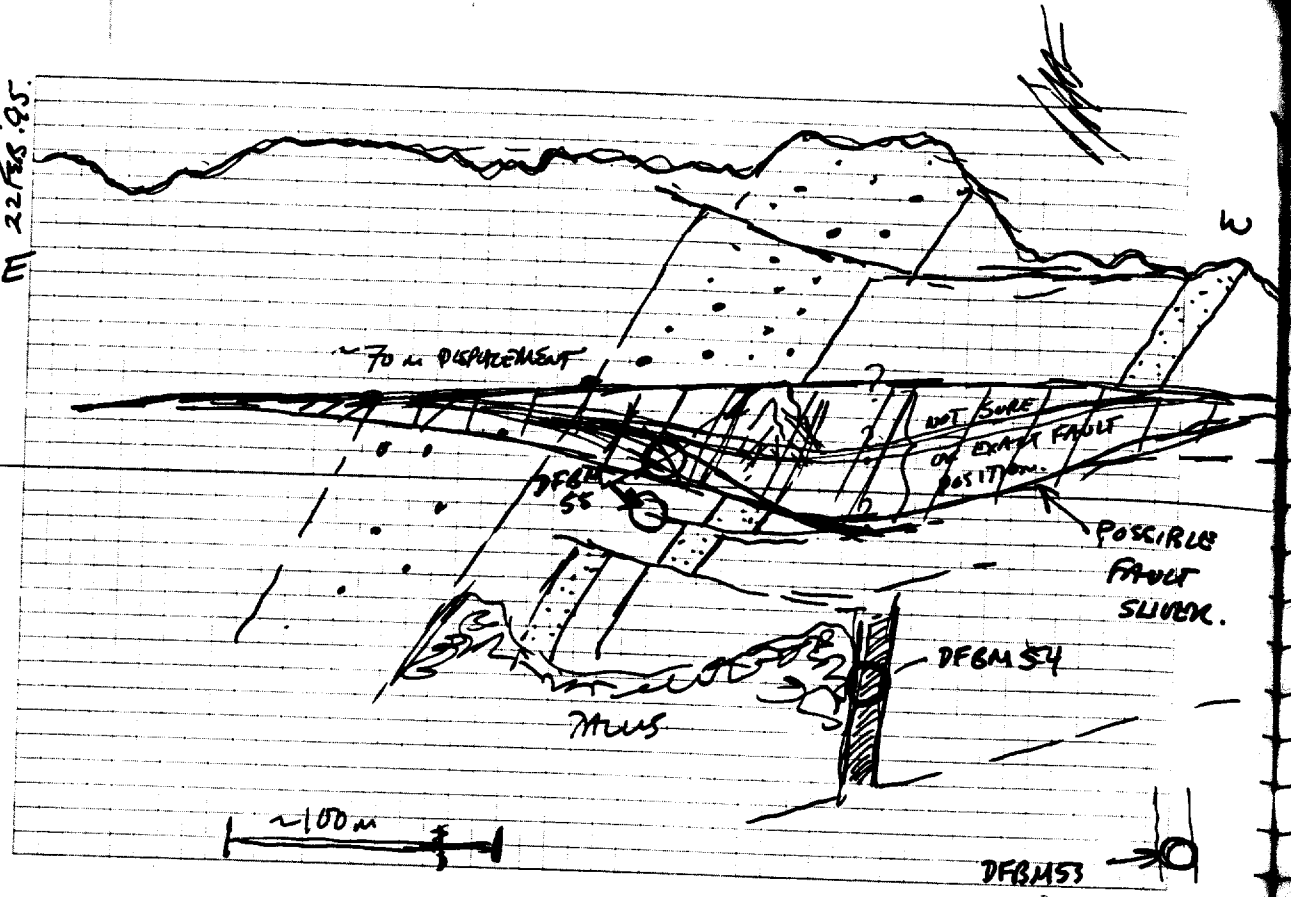 22 FEB. 95.
E
W
~70 m DISPLACEMENT
?
NOT SURE
?
OF EXACT FAULT
POSITION.
?
DFBM
55
POSSIBLE
FAULT
SLIVER.
DFBM 54
TALUS
~100 m
DFBM53